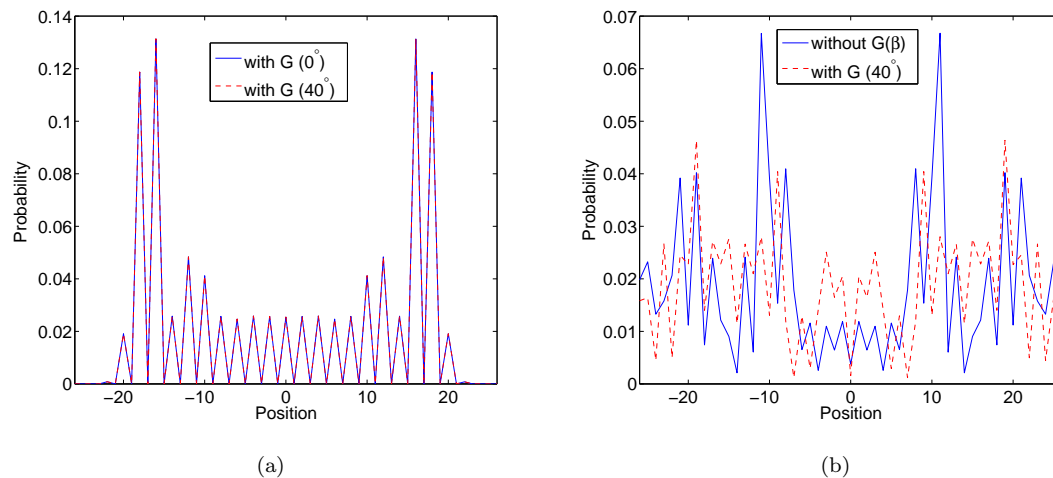 0.14
0.12
0.1
0.08
0.06
0.04
0.02
0
Probability
−20 −10 0 10 20
Position
with G (0°)
with G (40°)
(a)
0.07
0.06
0.05
0.04
0.03
0.02
0.01
0
Probability
−20 −10 0 10 20
Position
without G(β)
with G (40°)
(b)